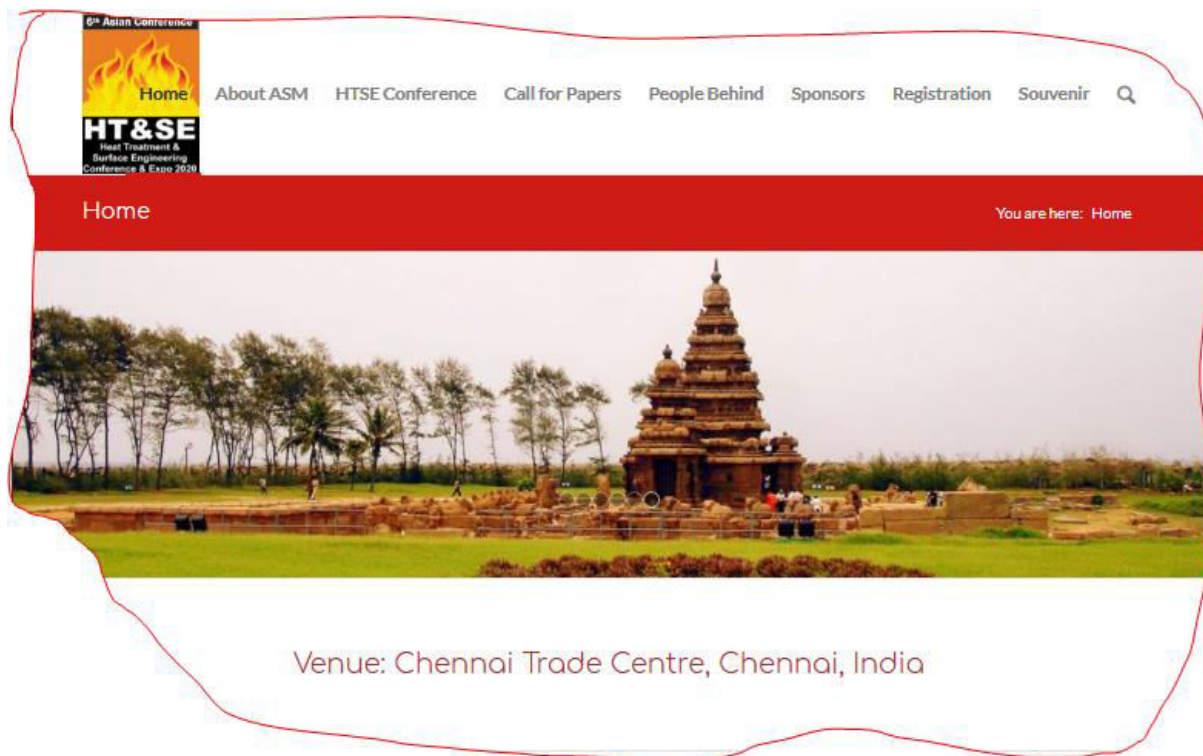 6th Asian Conference
Home About ASM HTSE Conference Call for Papers People Behind Sponsors Registration Souvenir
HT&SE
Heat Treatment &
Surface Engineering
Conference & Expo 2020
Home You are here: Home
Venue: Chennai Trade Centre, Chennai, India